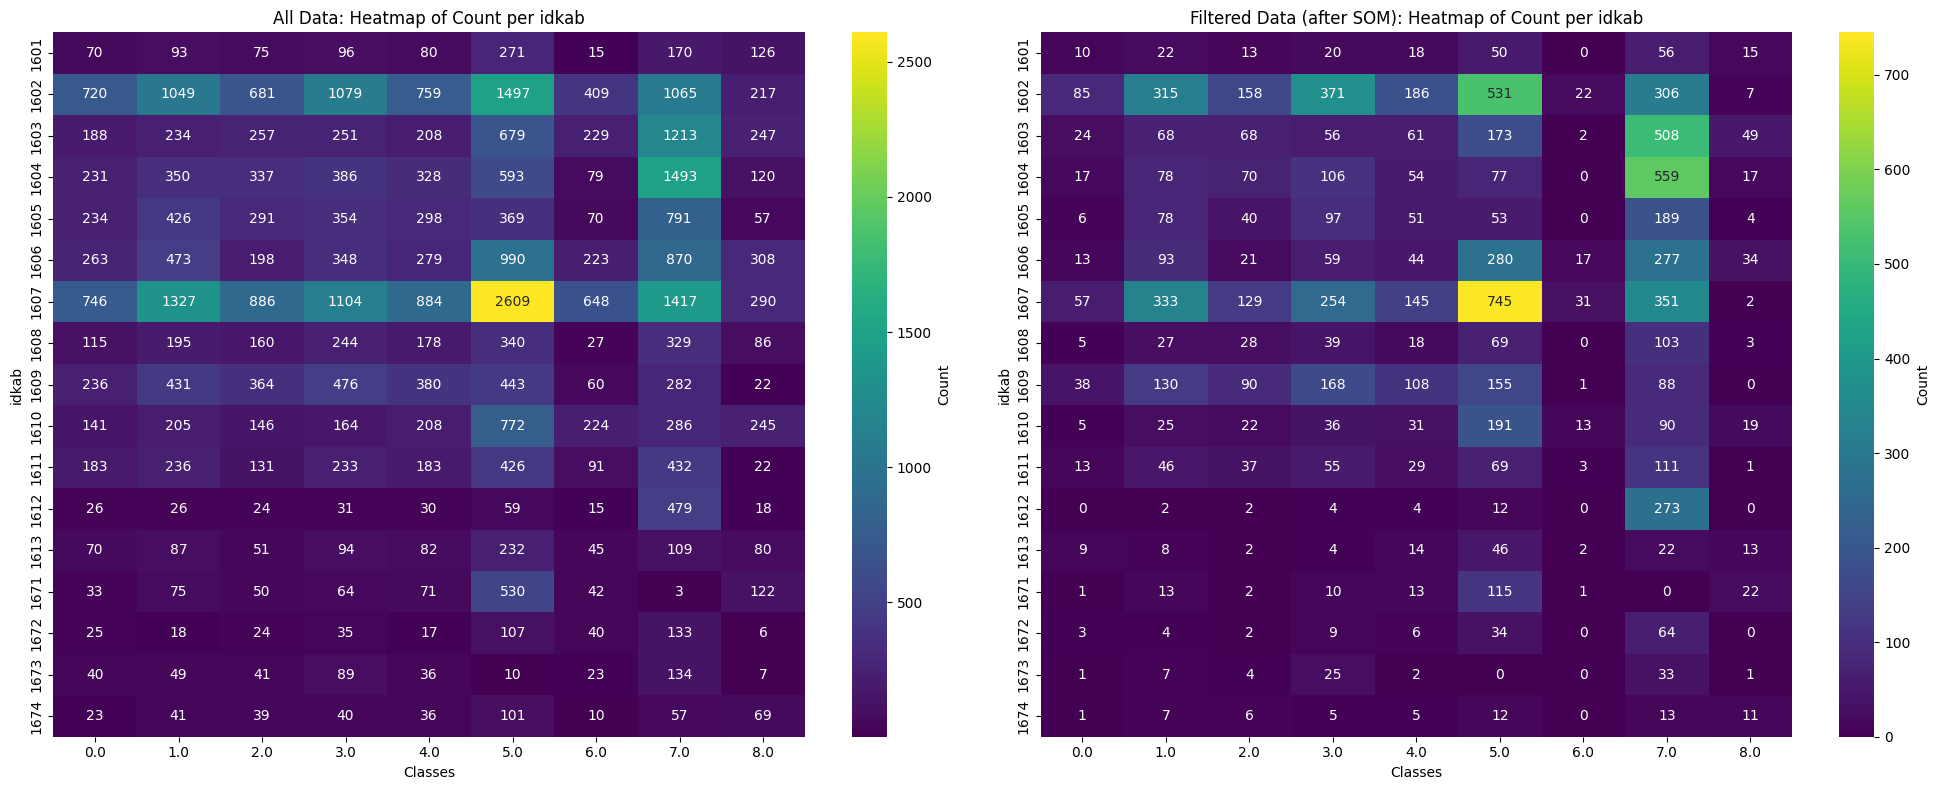 All Data: Heatmap of Count per idkab
1601 70 93 75 96 80 271 15 170 126
1602 720 1049 681 1079 759 1497 409 1065 217
1603 188 234 257 251 208 679 229 1213 247
1604 231 350 337 386 328 593 79 1493 120
1605 234 426 291 354 298 369 70 791 57
1606 263 473 198 348 279 990 223 870 308
1607 746 1327 886 1104 884 2609 648 1417 290
1608 115 195 160 244 178 340 27 329 86
1609 236 431 364 476 380 443 60 282 22
1610 141 205 146 164 208 772 224 286 245
1611 183 236 131 233 183 426 91 432 22
1612 26 26 24 31 30 59 15 479 18
1613 70 87 51 94 82 232 45 109 80
1671 33 75 50 64 71 530 42 3 122
1672 25 18 24 35 17 107 40 133 6
1673 40 49 41 89 36 10 23 134 7
1674 23 41 39 40 36 101 10 57 69
0.0 1.0 2.0 3.0 4.0 5.0 6.0 7.0 8.0
Classes
idkab
2500
2000
1500
1000
500
Count
Filtered Data (after SOM): Heatmap of Count per idkab
1601 10 22 13 20 18 50 0 56 15
1602 85 315 158 371 186 531 22 306 7
1603 24 68 68 56 61 173 2 508 49
1604 17 78 70 106 54 77 0 559 17
1605 6 78 40 97 51 53 0 189 4
1606 13 93 21 59 44 280 17 277 34
1607 57 333 129 254 145 745 31 351 2
1608 5 27 28 39 18 69 0 103 3
1609 38 130 90 168 108 155 1 88 0
1610 5 25 22 36 31 191 13 90 19
1611 13 46 37 55 29 69 3 111 1
1612 0 2 2 4 4 12 0 273 0
1613 9 8 2 4 14 46 2 22 13
1671 1 13 2 10 13 115 1 0 22
1672 3 4 2 9 6 34 0 64 0
1673 1 7 4 25 2 0 0 33 1
1674 1 7 6 5 5 12 0 13 11
0.0 1.0 2.0 3.0 4.0 5.0 6.0 7.0 8.0
Classes
idkab
700
600
500
400
300
200
100
0
Count